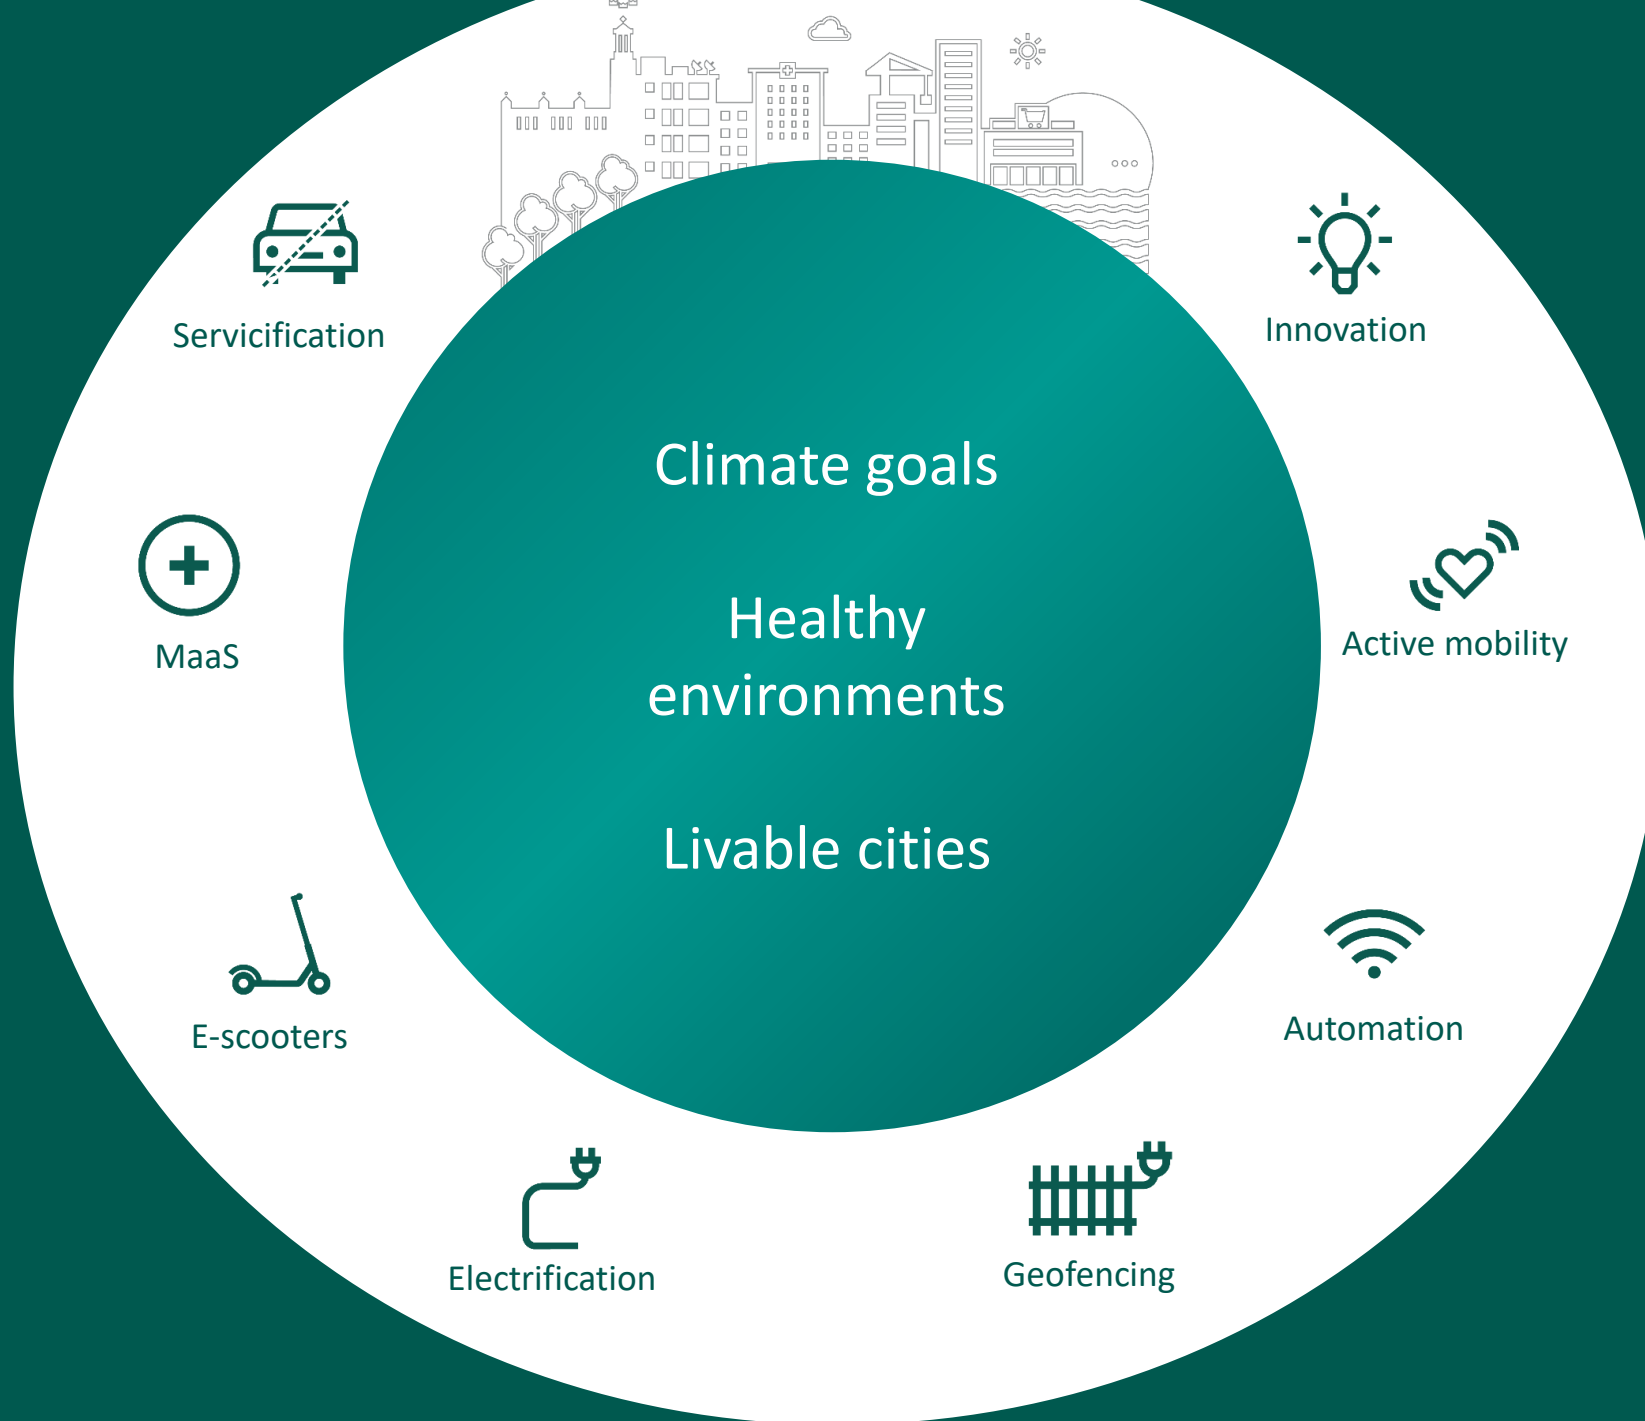 Servicification
Innovation
Climate goals
Healthy
environments
Livable cities
MaaS
Active mobility
E-scooters
Automation
Electrification
Geofencing